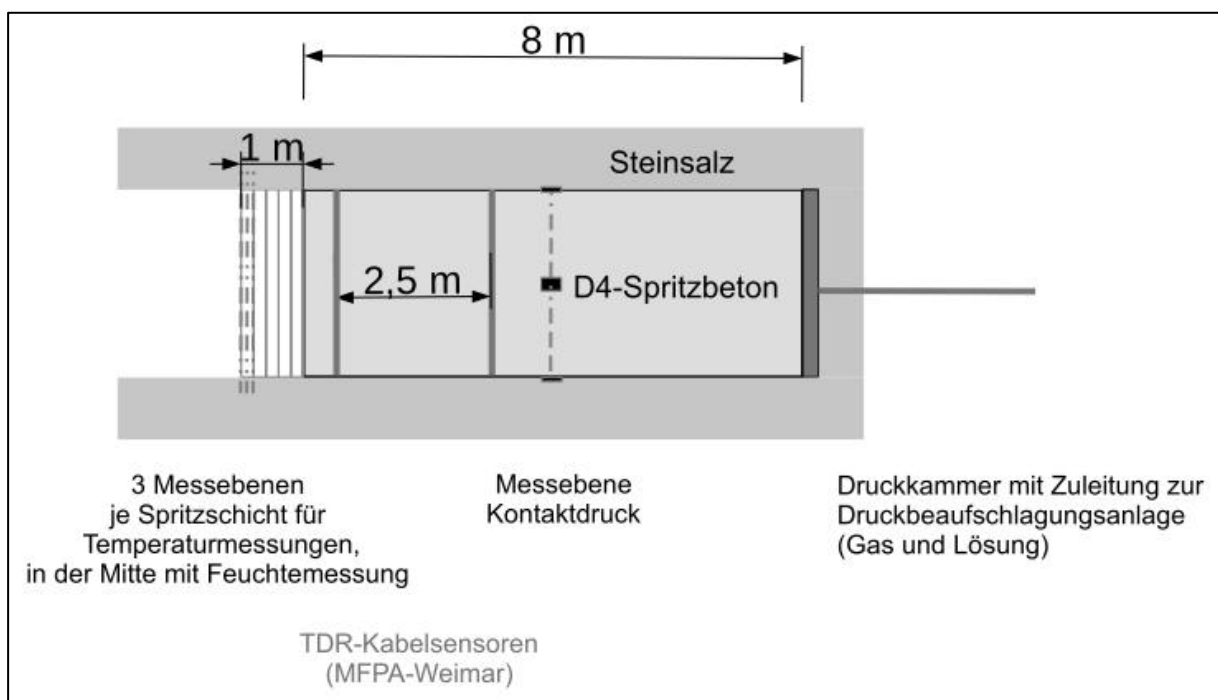 8 m
1 m
Steinsalz
2,5 m
D4-Spritzbeton
3 Messebenen
je Spritzschicht für
Temperaturmessungen,
in der Mitte mit Feuchtemessung
Messebene
Kontaktdruck
Druckkammer mit Zuleitung zur
Druckbeaufschlagungsanlage
(Gas und Lösung)
TDR-Kabelsensoren
(MFPA-Weimar)